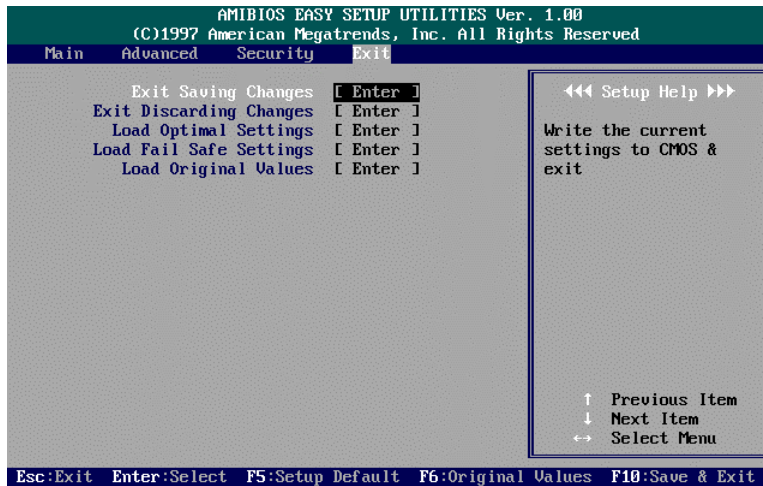 AMIBIOS EASY SETUP UTILITIES Ver. 1.00
(C)1997 American Megatrends, Inc. All Rights Reserved
Main Advanced Security Exit
Exit Saving Changes [ Enter ]
Exit Discarding Changes [ Enter ]
Load Optimal Settings [ Enter ]
Load Fail Safe Settings [ Enter ]
Load Original Values [ Enter ]
Setup Help
Write the current
settings to CMOS &
exit
↑ Previous Item
↓ Next Item
↔ Select Menu
Esc:Exit Enter:Select F5:Setup Default F6:Original Values F10:Save & Exit